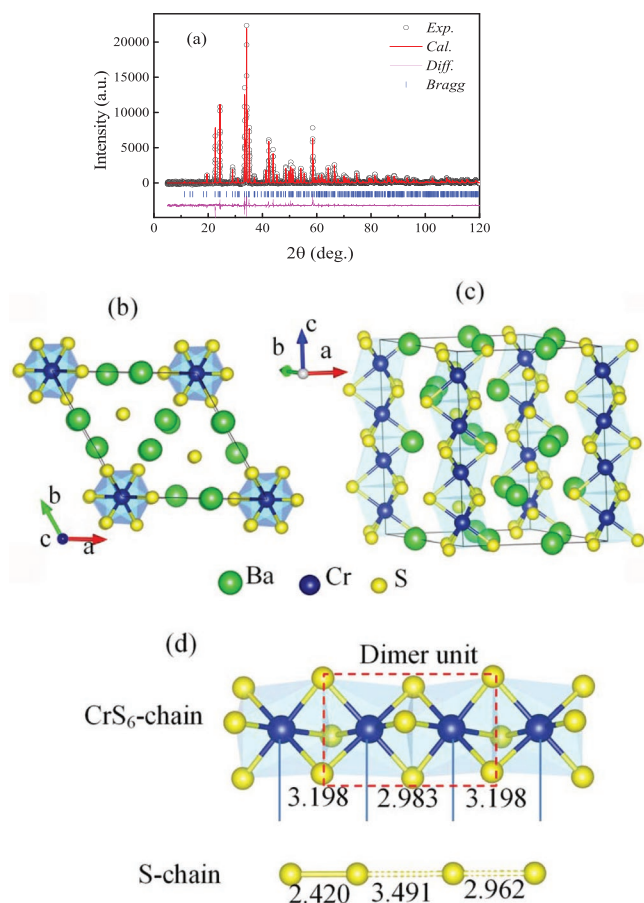 (a)
Exp.
Cal.
Diff.
Bragg
Intensity (a.u.)
20000
15000
10000
5000
0
0 20 40 60 80 100 120
2θ (deg.)
(b)
b
c a
(c)
c
b a
Ba Cr S
(d)
Dimer unit
CrS₆-chain
3.198 2.983 3.198
S-chain
2.420 3.491 2.962